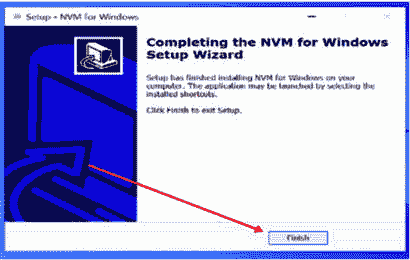 Setup - NVM for Windows
Completing the NVM for Windows
Setup Wizard
Setup has finished installing NVM for Windows on your
computer. The application may be launched by selecting the
installed shortcuts.
Click Finish to exit Setup.
Finish